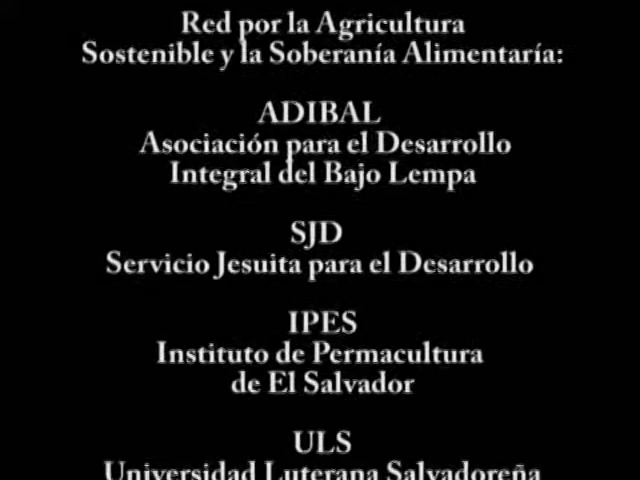 Red por la Agricultura
Sostenible y la Soberanía Alimentaría:
ADIBAL
Asociación para el Desarrollo
Integral del Bajo Lempa
SJD
Servicio Jesuita para el Desarrollo
IPES
Instituto de Permacultura
de El Salvador
ULS
Universidad Luterana Salvadoreña